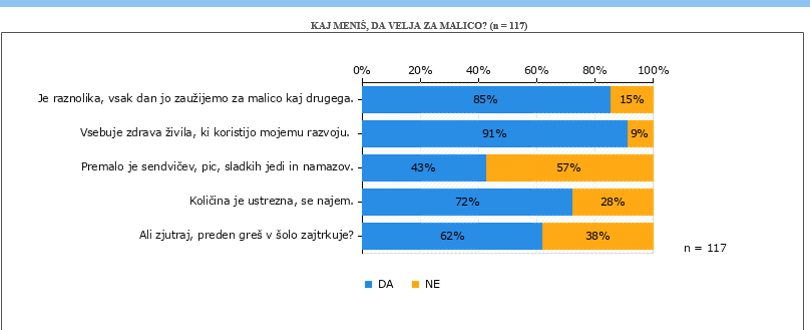 KAJ MENIŠ, DA VELJA ZA MALICO? (n = 117)
0% 20% 40% 60% 80% 100%
Je raznolika, vsak dan jo zaužijemo za malico kaj drugega. 85% 15%
Vsebuje zdrava živila, ki koristijo mojemu razvoju. 91% 9%
Premalo je sendvičev, pic, sladkih jedi in namazov. 43% 57%
Količina je ustrezna, se najem. 72% 28%
Ali zjutraj, preden greš v šolo zajtrkuje? 62% 38%
n = 117
DA NE